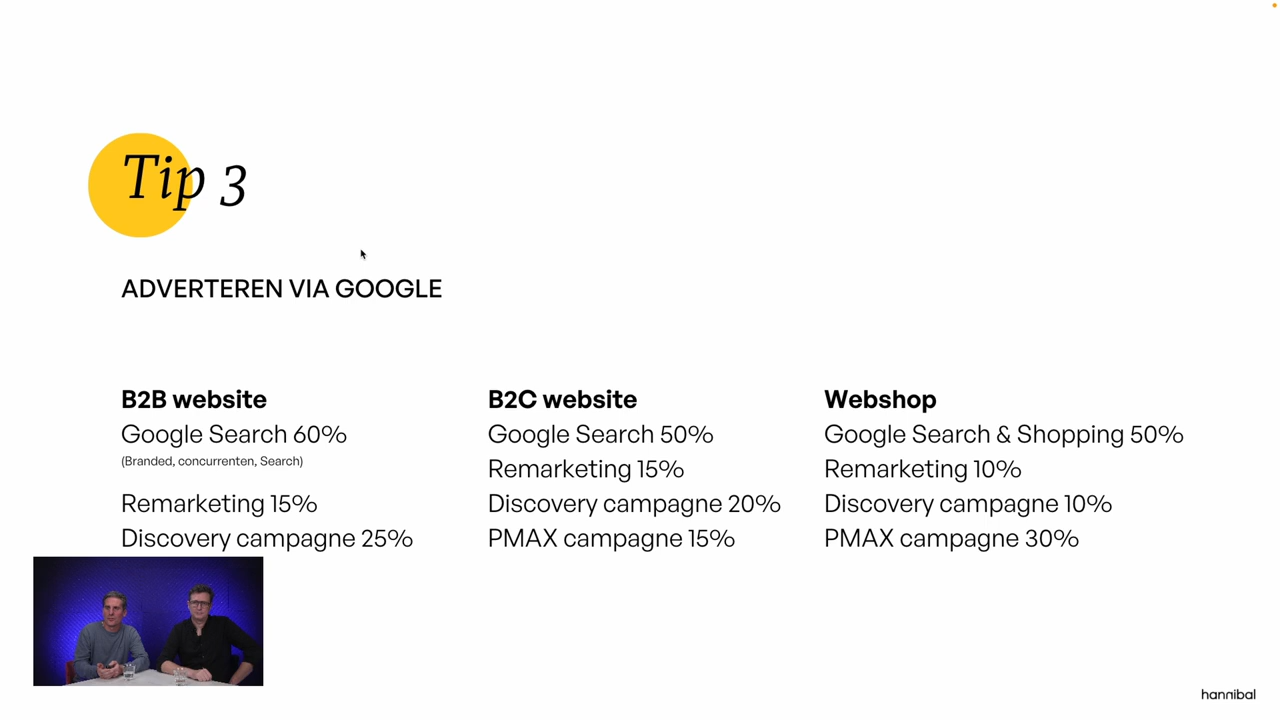 Tip 3
ADVERTEREN VIA GOOGLE
B2B website
Google Search 60%
(Branded, concurrenten, Search)
Remarketing 15%
Discovery campagne 25%
B2C website
Google Search 50%
Remarketing 15%
Discovery campagne 20%
PMAX campagne 15%
Webshop
Google Search & Shopping 50%
Remarketing 10%
Discovery campagne 10%
PMAX campagne 30%
hannibal